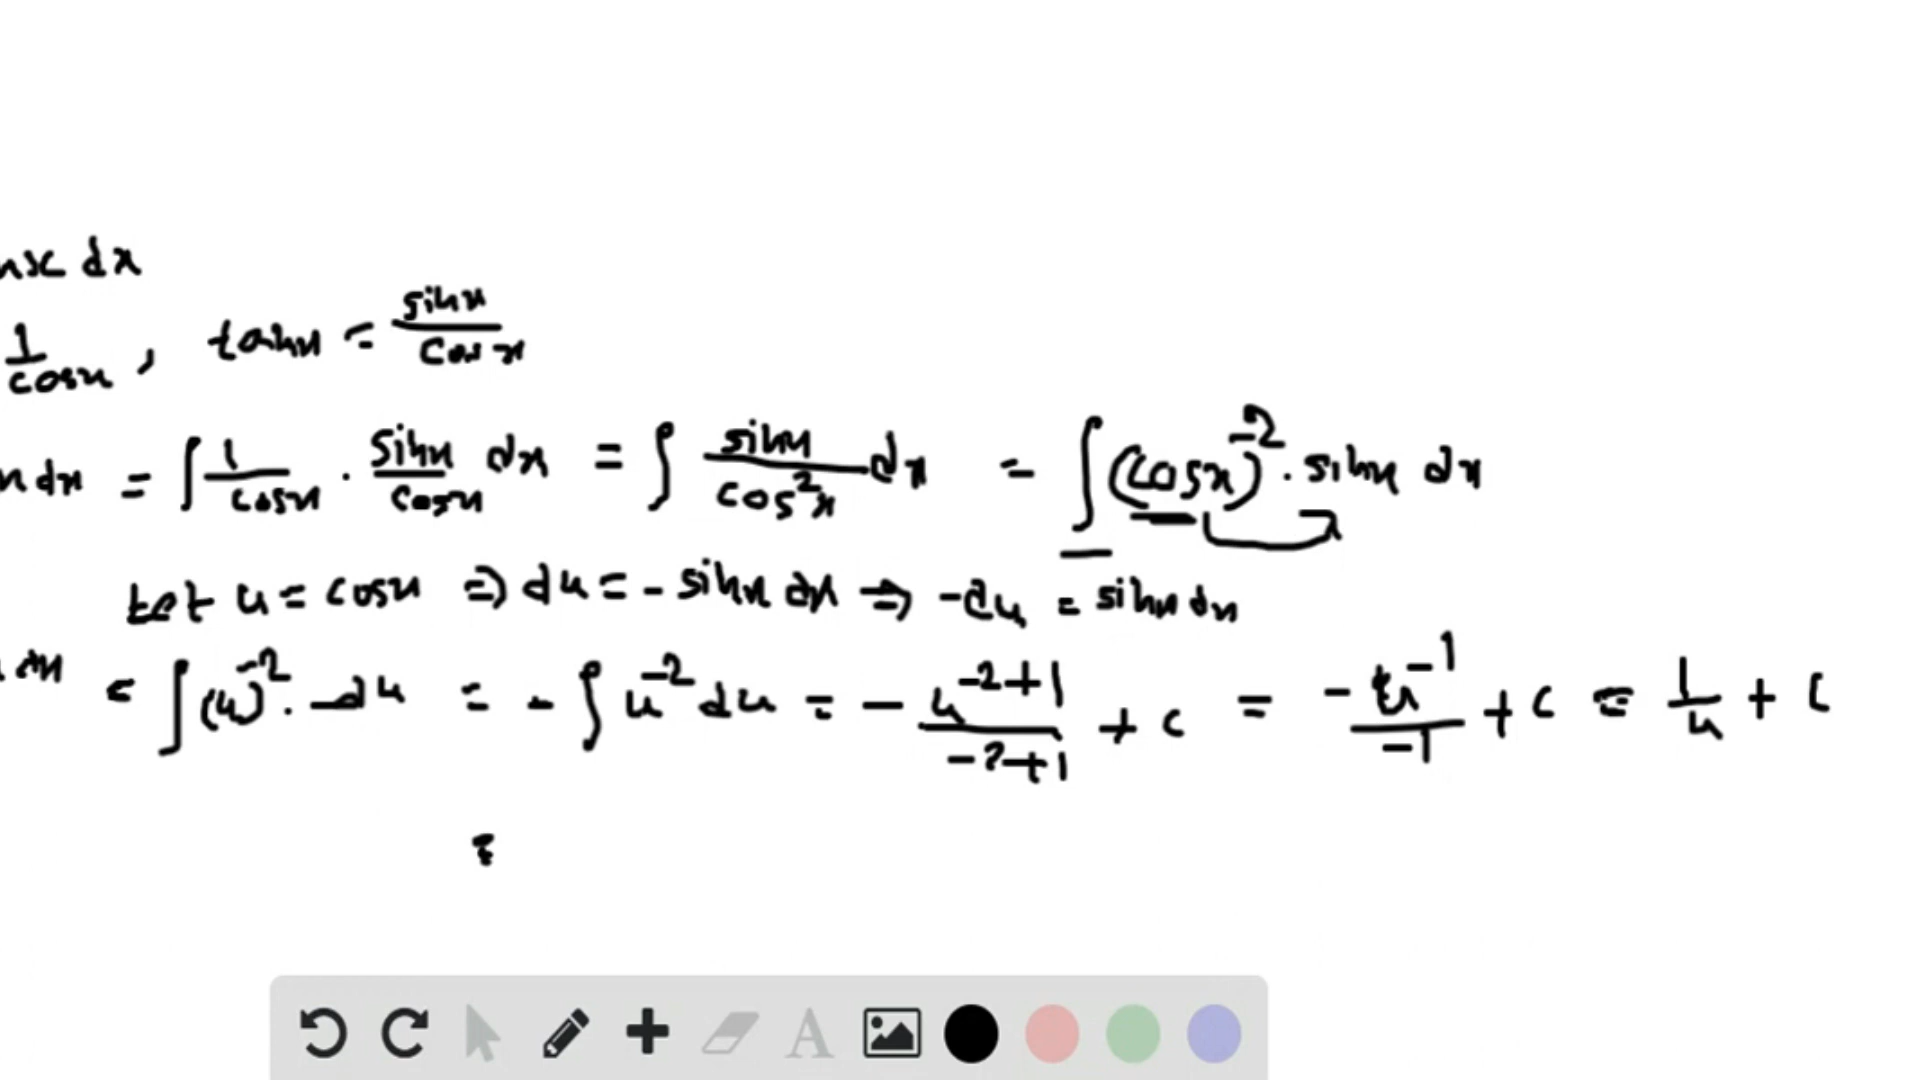 nx dx
1/cosx , tanx = sinx/cosx
x dx = ∫ 1/cosx · sinx/cosx dx = ∫ sinx/cos²x dx = ∫ (cosx)⁻² · sinx dx
Let u = cosx ⇒ du = - sinx dx ⇒ -du = sinx dx
= ∫ (u)⁻² · -du = - ∫ u⁻² du = - u⁻²⁺¹/-2+1 + c = - u⁻¹/-1 + c = 1/u + c
=
A